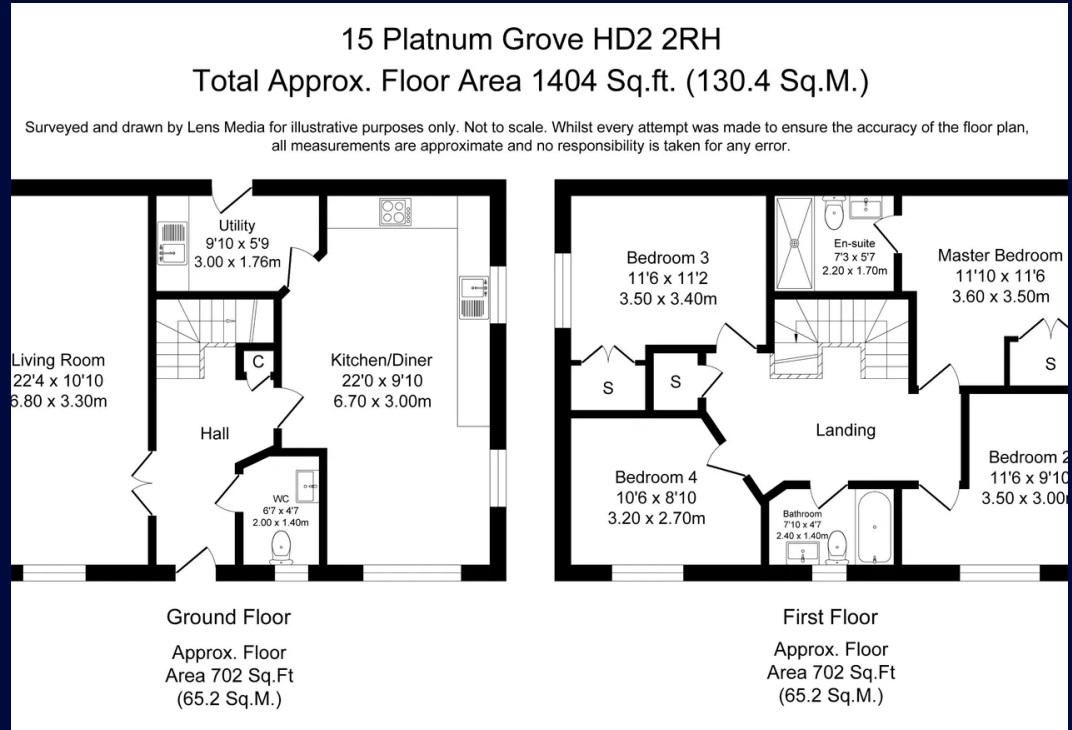 15 Platnum Grove HD2 2RH
Total Approx. Floor Area 1404 Sq.ft. (130.4 Sq.M.)
Surveyed and drawn by Lens Media for illustrative purposes only. Not to scale. Whilst every attempt was made to ensure the accuracy of the floor plan,
all measurements are approximate and no responsibility is taken for any error.
Utility
9'10 x 5'9
3.00 x 1.76m
Living Room
22'4 x 10'10
6.80 x 3.30m
C
Kitchen/Diner
22'0 x 9'10
6.70 x 3.00m
Hall
WC
6'7 x 4'7
2.00 x 1.40m
Ground Floor
Approx. Floor
Area 702 Sq.Ft
(65.2 Sq.M.)
Bedroom 3
11'6 x 11'2
3.50 x 3.40m
En-suite
7'3 x 5'7
2.20 x 1.70m
Master Bedroom
11'10 x 11'6
3.60 x 3.50m
S
S
S
Landing
Bedroom 4
10'6 x 8'10
3.20 x 2.70m
Bathroom
7'10 x 4'7
2.40 x 1.40m
Bedroom 2
11'6 x 9'10
3.50 x 3.00m
First Floor
Approx. Floor
Area 702 Sq.Ft
(65.2 Sq.M.)